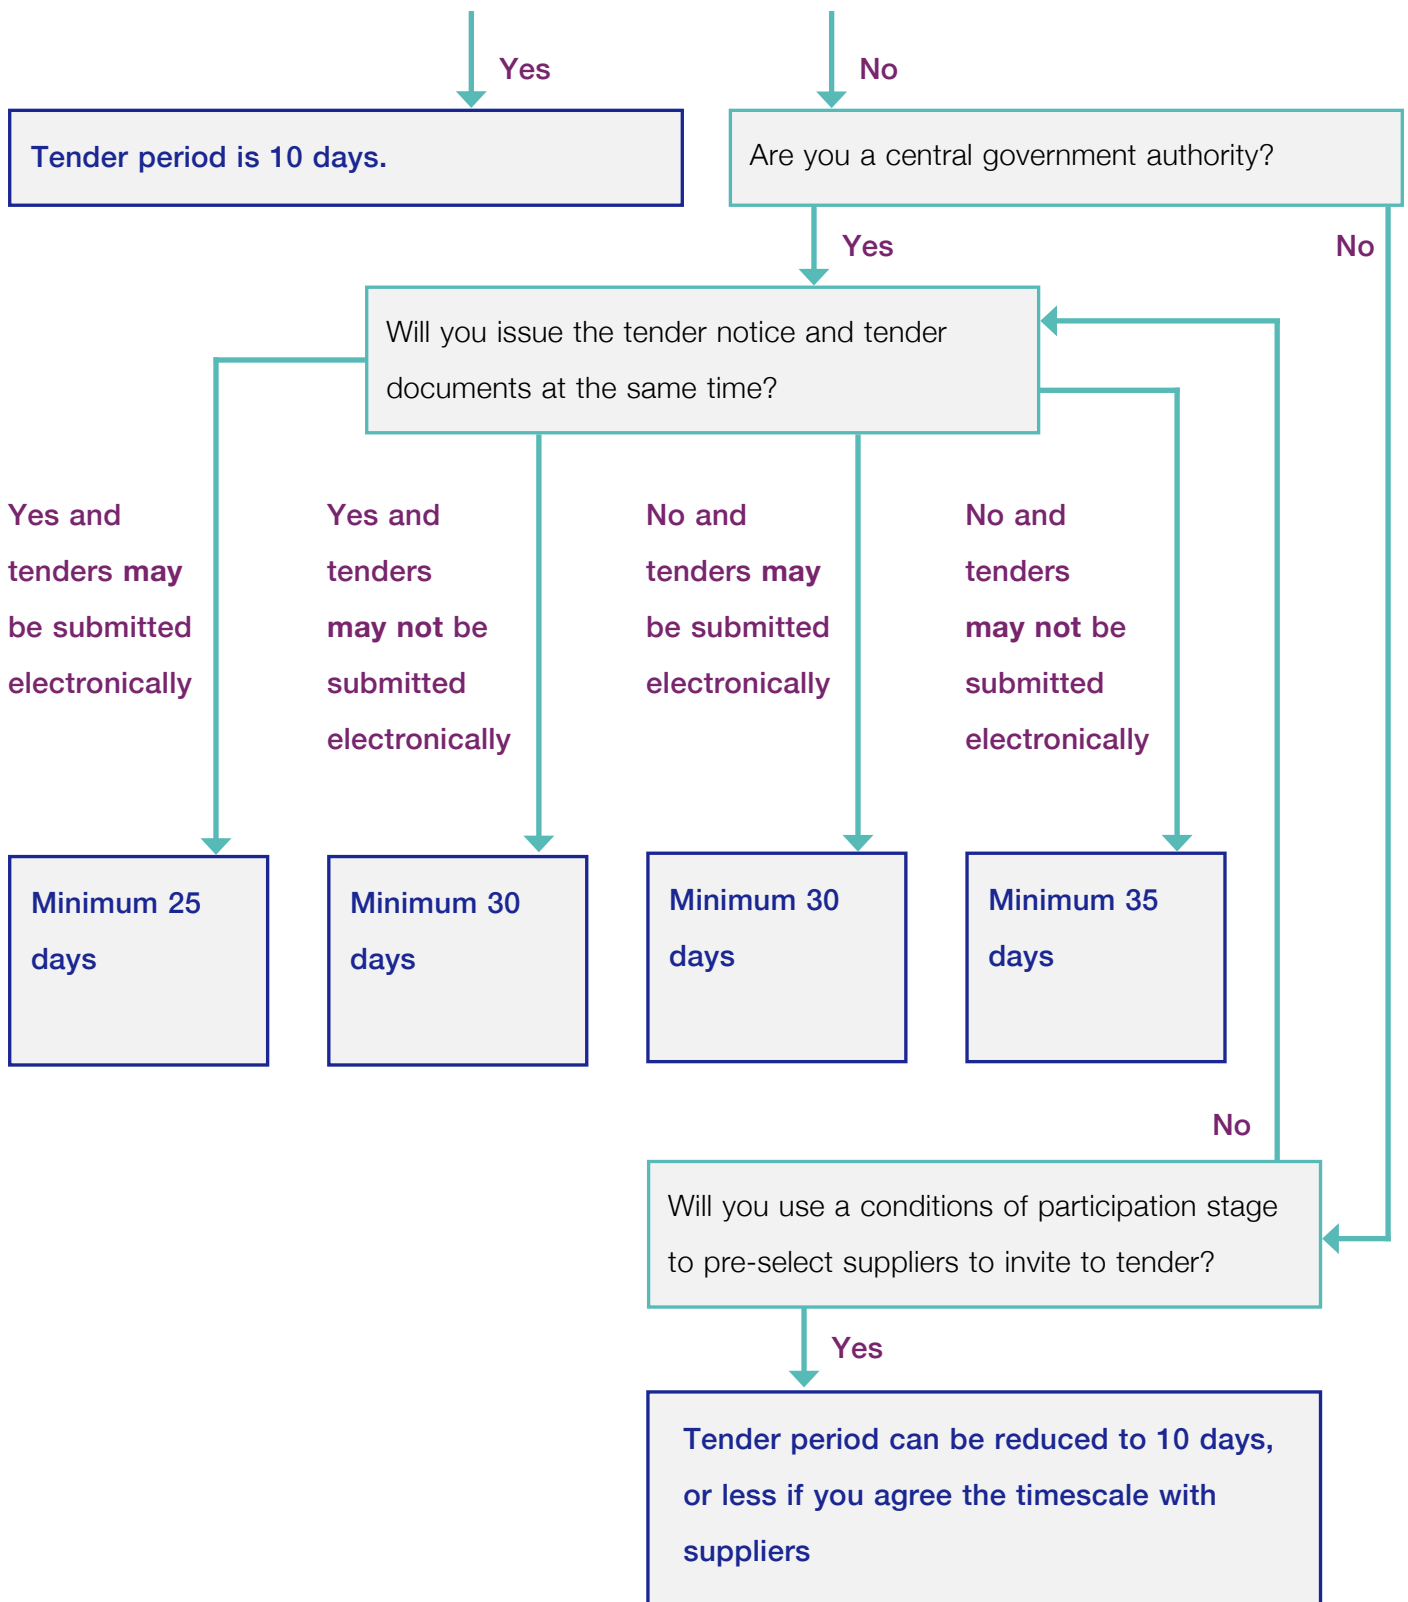 Yes
No
Tender period is 10 days.
Are you a central government authority?
Yes
No
Will you issue the tender notice and tender
documents at the same time?
Yes and
tenders may
be submitted
electronically
Yes and
tenders
may not be
submitted
electronically
No and
tenders may
be submitted
electronically
No and
tenders
may not be
submitted
electronically
Minimum 25
days
Minimum 30
days
Minimum 30
days
Minimum 35
days
No
Will you use a conditions of participation stage
to pre-select suppliers to invite to tender?
Yes
Tender period can be reduced to 10 days,
or less if you agree the timescale with
suppliers